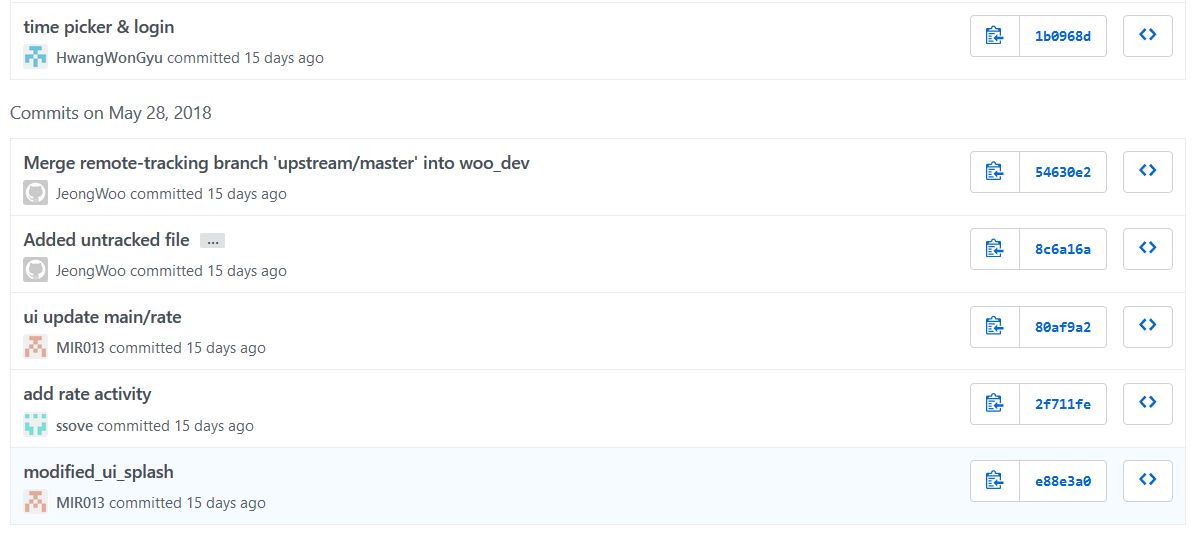 time picker & login
1b0968d
HwangWonGyu committed 15 days ago
Commits on May 28, 2018
Merge remote-tracking branch 'upstream/master' into woo_dev
54630e2
JeongWoo committed 15 days ago
Added untracked file ...
8c6a16a
JeongWoo committed 15 days ago
ui update main/rate
80af9a2
MIR013 committed 15 days ago
add rate activity
2f711fe
ssove committed 15 days ago
modified_ui_splash
e88e3a0
MIR013 committed 15 days ago